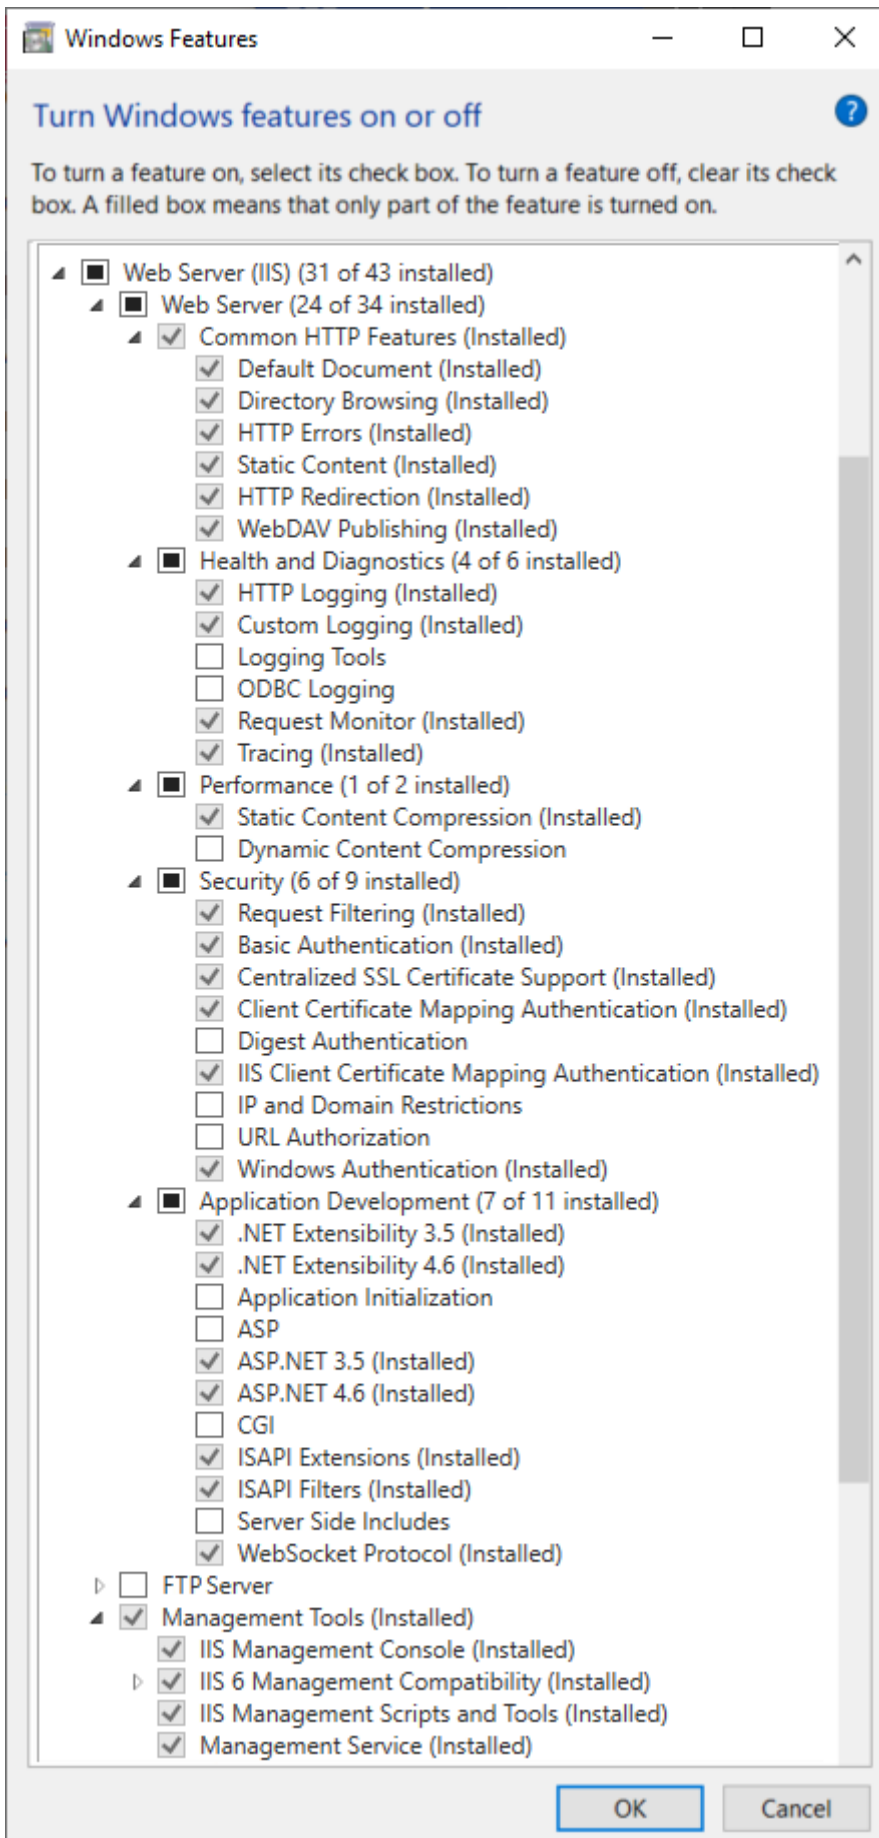 Windows Features
Turn Windows features on or off
To turn a feature on, select its check box. To turn a feature off, clear its check
box. A filled box means that only part of the feature is turned on.
Web Server (IIS) (31 of 43 installed)
Web Server (24 of 34 installed)
Common HTTP Features (Installed)
Default Document (Installed)
Directory Browsing (Installed)
HTTP Errors (Installed)
Static Content (Installed)
HTTP Redirection (Installed)
WebDAV Publishing (Installed)
Health and Diagnostics (4 of 6 installed)
HTTP Logging (Installed)
Custom Logging (Installed)
Logging Tools
ODBC Logging
Request Monitor (Installed)
Tracing (Installed)
Performance (1 of 2 installed)
Static Content Compression (Installed)
Dynamic Content Compression
Security (6 of 9 installed)
Request Filtering (Installed)
Basic Authentication (Installed)
Centralized SSL Certificate Support (Installed)
Client Certificate Mapping Authentication (Installed)
Digest Authentication
IIS Client Certificate Mapping Authentication (Installed)
IP and Domain Restrictions
URL Authorization
Windows Authentication (Installed)
Application Development (7 of 11 installed)
.NET Extensibility 3.5 (Installed)
.NET Extensibility 4.6 (Installed)
Application Initialization
ASP
ASP.NET 3.5 (Installed)
ASP.NET 4.6 (Installed)
CGI
ISAPI Extensions (Installed)
ISAPI Filters (Installed)
Server Side Includes
WebSocket Protocol (Installed)
FTP Server
Management Tools (Installed)
IIS Management Console (Installed)
IIS 6 Management Compatibility (Installed)
IIS Management Scripts and Tools (Installed)
Management Service (Installed)
OK Cancel